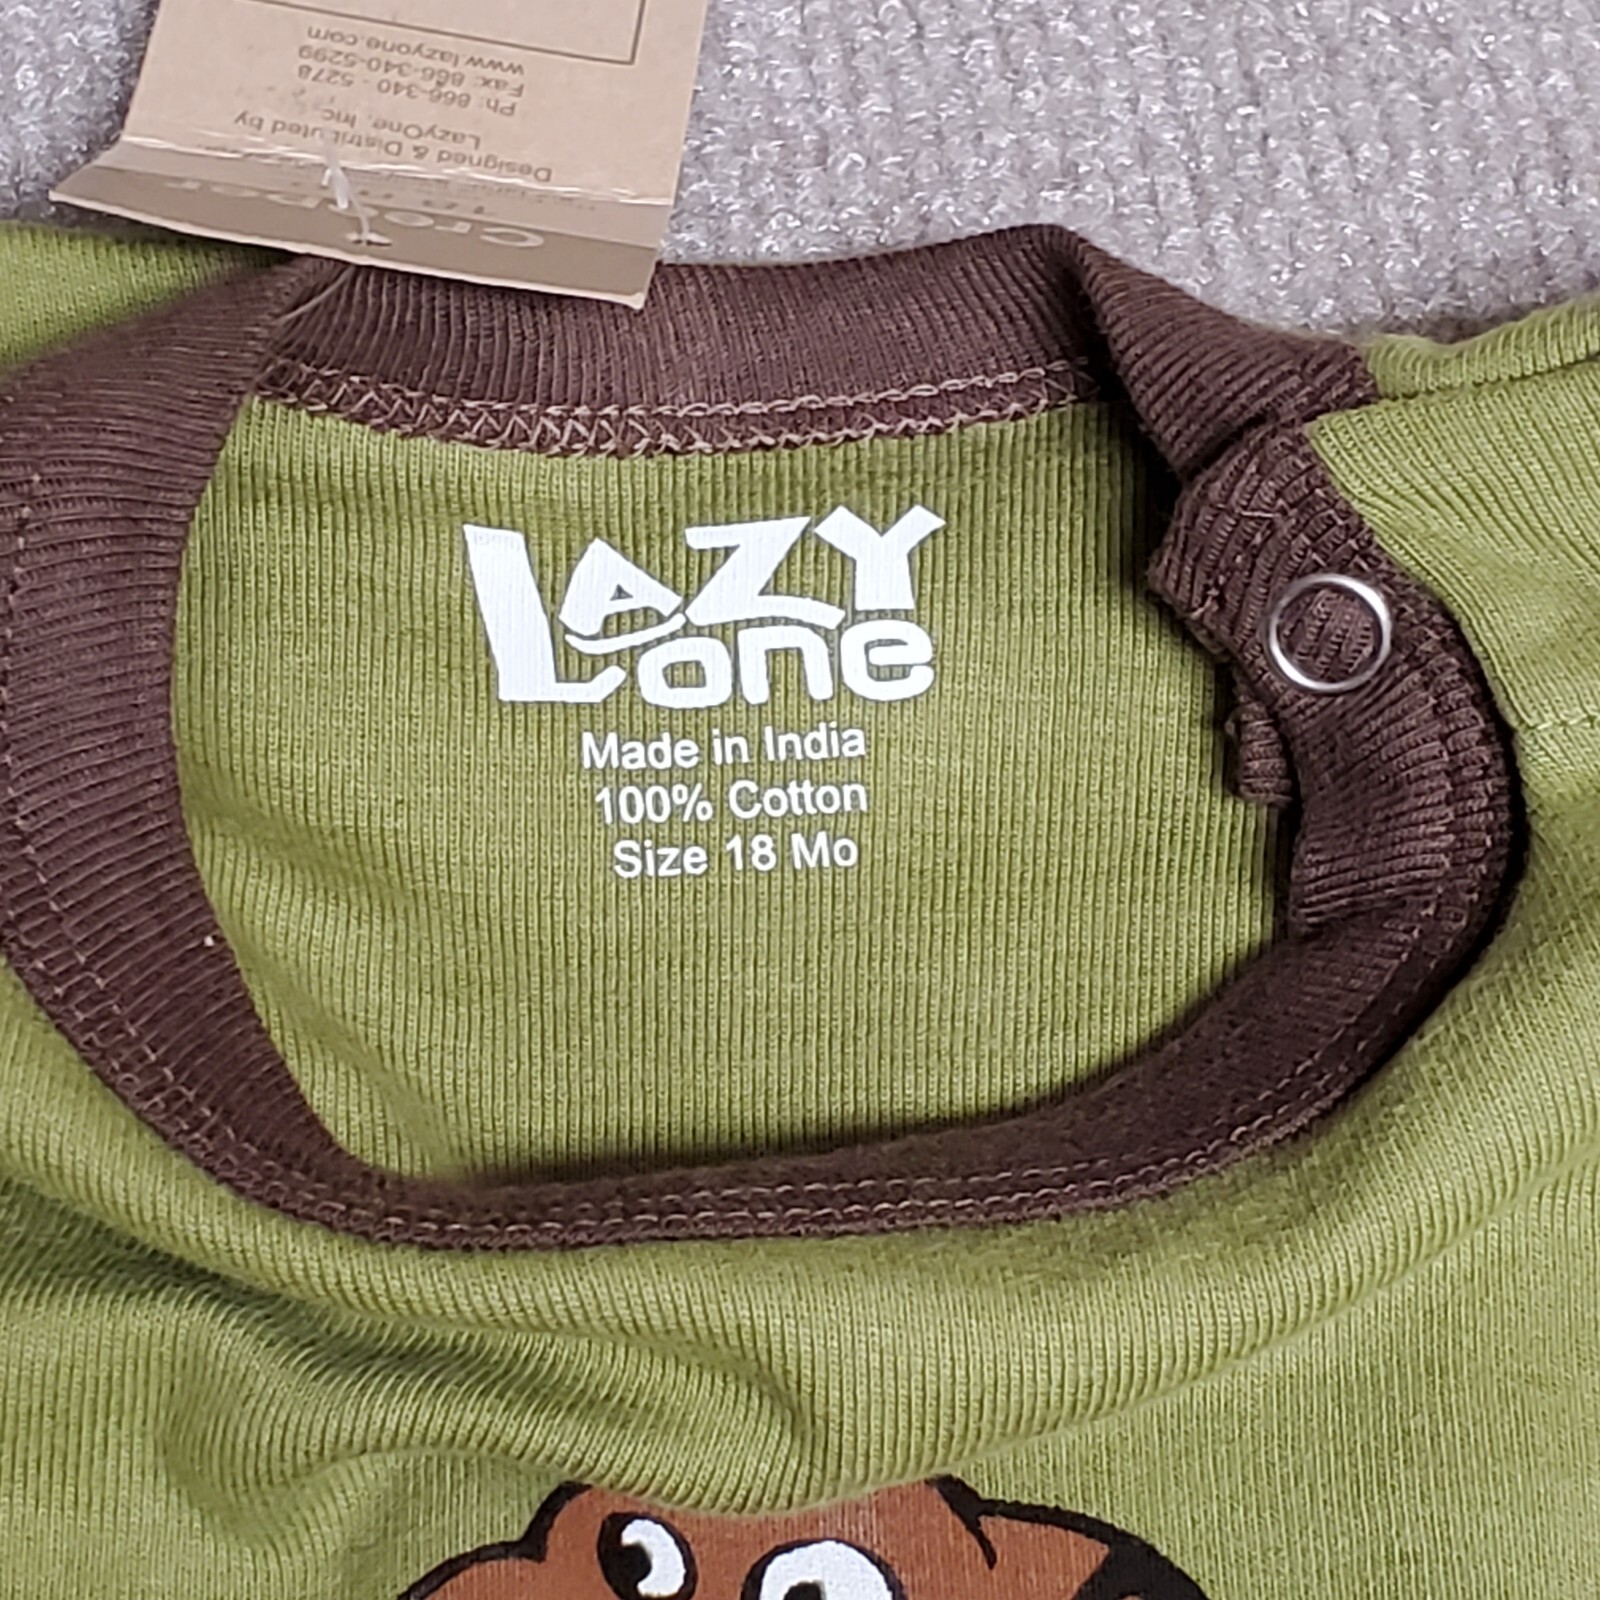 LAZY
one
Made in India
100% Cotton
Size 18 Mo
Creeper
Designed & Distributed by
LazyOne, Inc.
Ph: 866-340-5278
Fax: 866-340-5299
www.lazyone.com